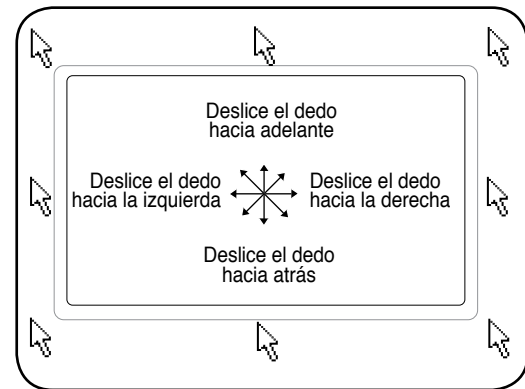 Deslice el dedo
hacia adelante
Deslice el dedo
hacia la izquierda
Deslice el dedo
hacia la derecha
Deslice el dedo
hacia atrás